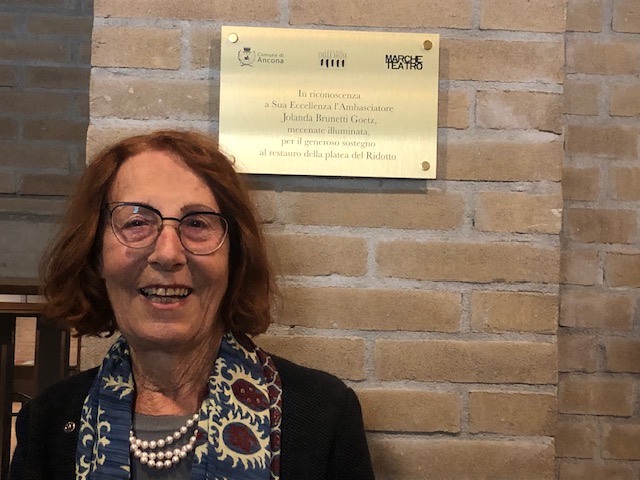 Comune di
Ancona
MARCHE
TEATRO
In riconoscenza
a Sua Eccellenza l'Ambasciatore
Jolanda Brunetti Goetz,
mecenate illuminata,
per il generoso sostegno
al restauro della platea del Ridotto